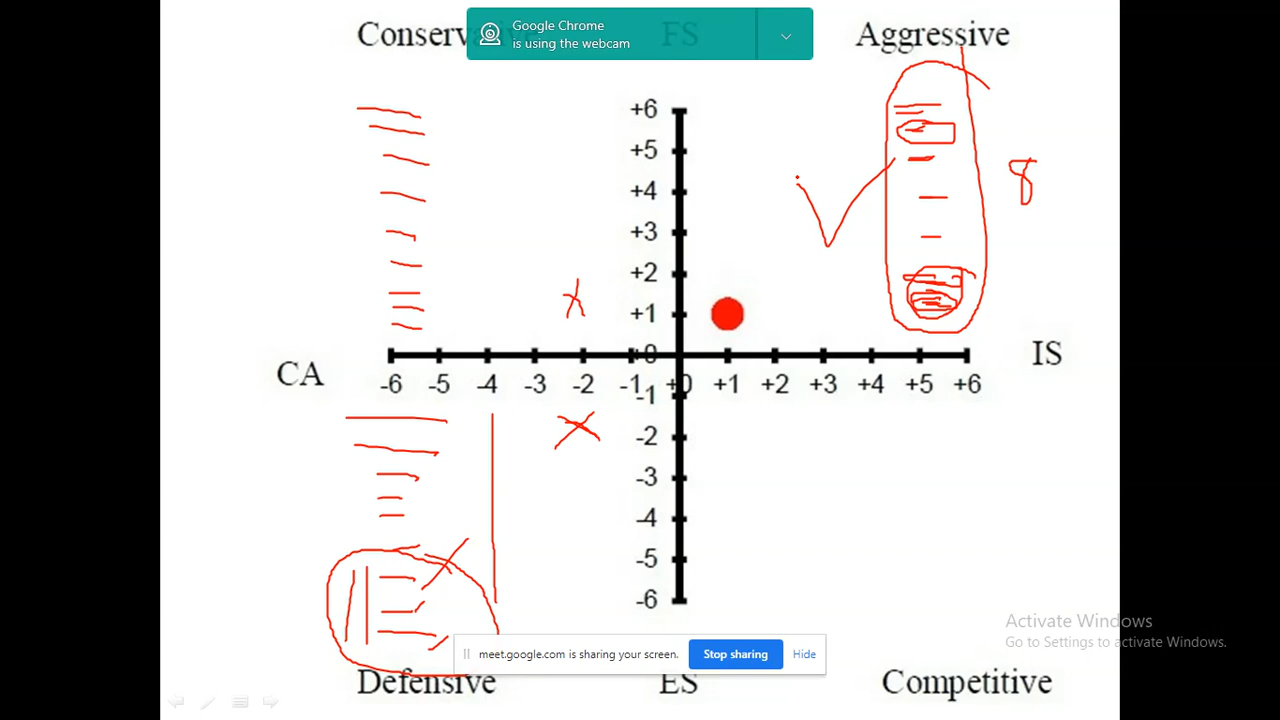 Conserv
Google Chrome
is using the webcam
FS
Aggressive
+6
+5
+4
+3
+2
+1
0
8
CA
IS
-6 -5 -4 -3 -2 -1 +0 +1 +2 +3 +4 +5 +6
-1
-2
-3
-4
-5
-6
Activate Windows
Go to Settings to activate Windows.
meet.google.com is sharing your screen.
Stop sharing
Hide
Defensive
ES
Competitive